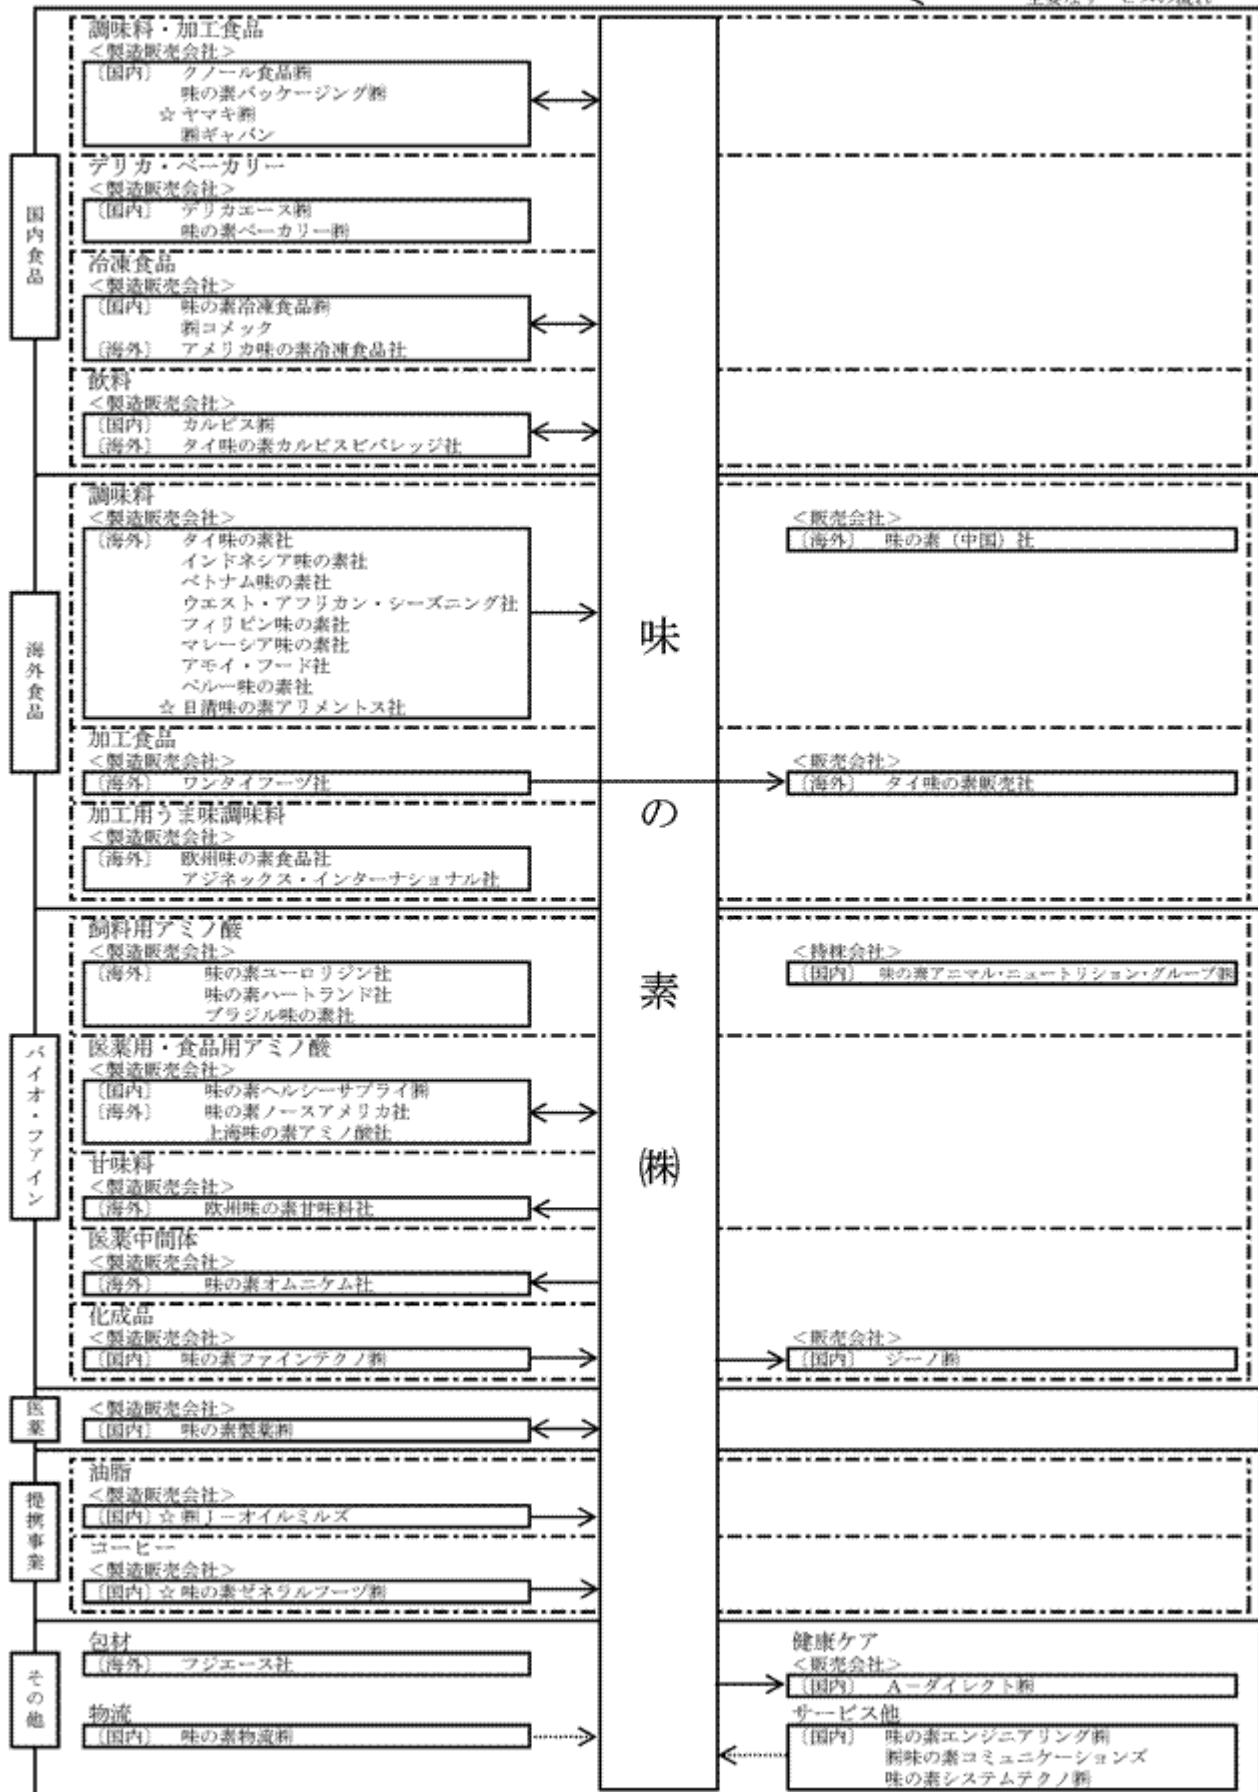 調味料・加工食品
＜製造販売会社＞
〔国内〕 クノール食品㈱
味の素パッケージング㈱
☆ ヤマキ㈱
㈱ギャバン
国内食品
デリカ・ベーカリー
＜製造販売会社＞
〔国内〕 デリカエース㈱
味の素ベーカリー㈱
冷凍食品
＜製造販売会社＞
〔国内〕 味の素冷凍食品㈱
㈱コメック
〔海外〕 アメリカ味の素冷凍食品社
飲料
＜製造販売会社＞
〔国内〕 カルピス㈱
〔海外〕 タイ味の素カルピスビバレッジ社
海外食品
調味料
＜製造販売会社＞
〔海外〕 タイ味の素社
インドネシア味の素社
ベトナム味の素社
ウエスト・アフリカン・シーズニング社
フィリピン味の素社
マレーシア味の素社
アモイ・フード社
ペルー味の素社
☆ 日清味の素アリメントス社
＜販売会社＞
〔海外〕 味の素（中国）社
加工食品
＜製造販売会社＞
〔海外〕 ワンタイフーヅ社
＜販売会社＞
〔海外〕 タイ味の素販売社
加工用うま味調味料
＜製造販売会社＞
〔海外〕 欧州味の素食品社
アジネックス・インターナショナル社
味の素㈱
バイオ・ファイン
飼料用アミノ酸
＜製造販売会社＞
〔海外〕 味の素ユーロリジン社
味の素ハートランド社
ブラジル味の素社
＜持株会社＞
〔国内〕 味の素アニマル・ニュートリション・グループ㈱
医薬用・食品用アミノ酸
＜製造販売会社＞
〔国内〕 味の素ヘルシーサプライ㈱
〔海外〕 味の素ノースアメリカ社
上海味の素アミノ酸社
甘味料
＜製造販売会社＞
〔海外〕 欧州味の素甘味料社
医薬中間体
＜製造販売会社＞
〔海外〕 味の素オムニケム社
化成品
＜製造販売会社＞
〔国内〕 味の素ファインテクノ㈱
＜販売会社＞
〔国内〕 ジーノ㈱
医薬
＜製造販売会社＞
〔国内〕 味の素製薬㈱
提携事業
油脂
＜製造販売会社＞
〔国内〕 ☆ ㈱Ｊ－オイルミルズ
コーヒー
＜製造販売会社＞
〔国内〕 ☆ 味の素ゼネラルフーヅ㈱
その他
包材
〔海外〕 フジエース社
物流
〔国内〕 味の素物流㈱
健康ケア
＜販売会社＞
〔国内〕 Ａ－ダイレクト㈱
サービス他
〔国内〕 味の素エンジニアリング㈱
㈱味の素コミュニケーションズ
味の素システムテクノ㈱